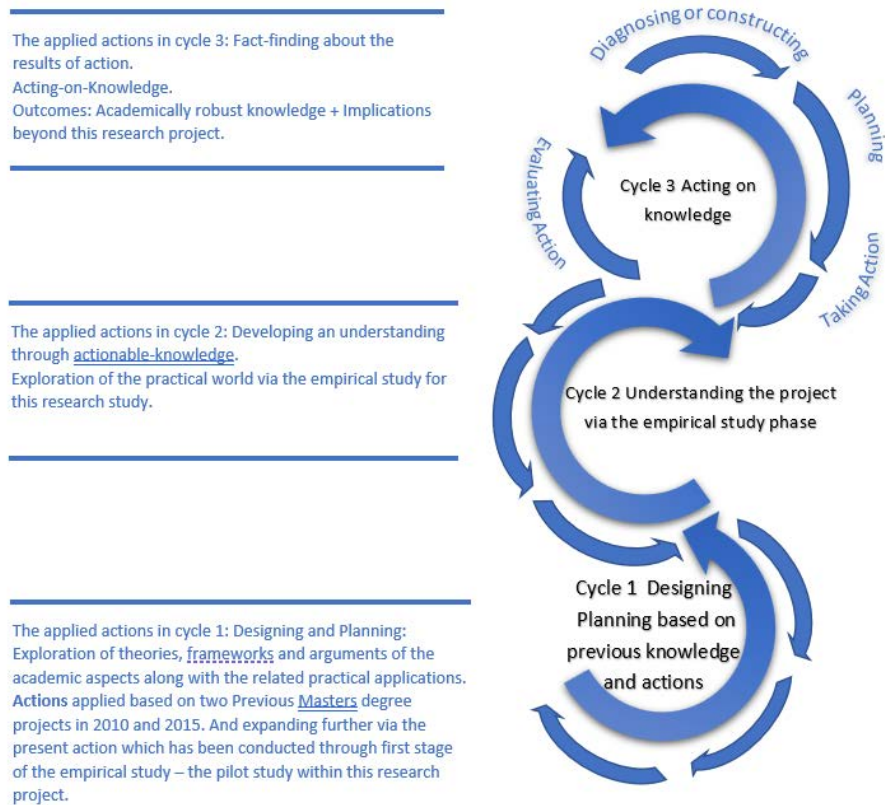 The applied actions in cycle 3: Fact-finding about the
results of action.
Acting-on-Knowledge.
Outcomes: Academically robust knowledge + Implications
beyond this research project.
Diagnosing or constructing
Planning
Taking Action
Evaluating Action
Cycle 3 Acting on
knowledge
The applied actions in cycle 2: Developing an understanding
through actionable-knowledge.
Exploration of the practical world via the empirical study for
this research study.
Cycle 2 Understanding the project
via the empirical study phase
The applied actions in cycle 1: Designing and Planning:
Exploration of theories, frameworks and arguments of the
academic aspects along with the related practical applications.
Actions applied based on two Previous Masters degree
projects in 2010 and 2015. And expanding further via the
present action which has been conducted through first stage
of the empirical study – the pilot study within this research
project.
Cycle 1 Designing
Planning based on
previous knowledge
and actions